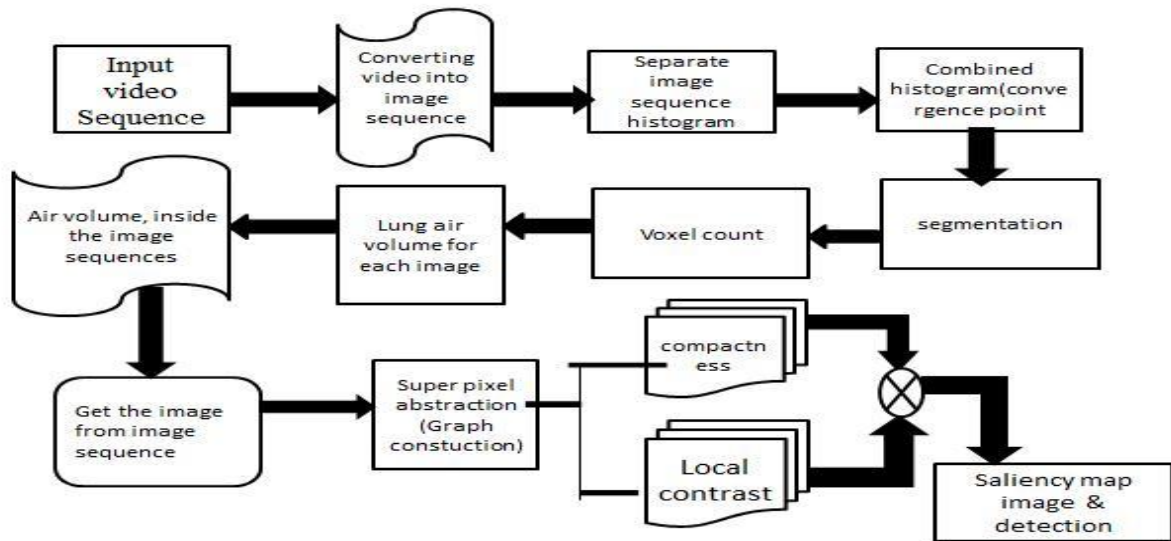 Input
video
Sequence
Converting
video into
image
sequence
Separate
image
sequence
histogram
Combined
histogram(conve
rgence point
segmentation
Voxel count
Lung air
volume for
each image
Air volume, inside
the image
sequences
Get the image
from image
sequence
Super pixel
abstraction
(Graph
constuction)
compactn
ess
Local
contrast
Saliency map
image &
detection